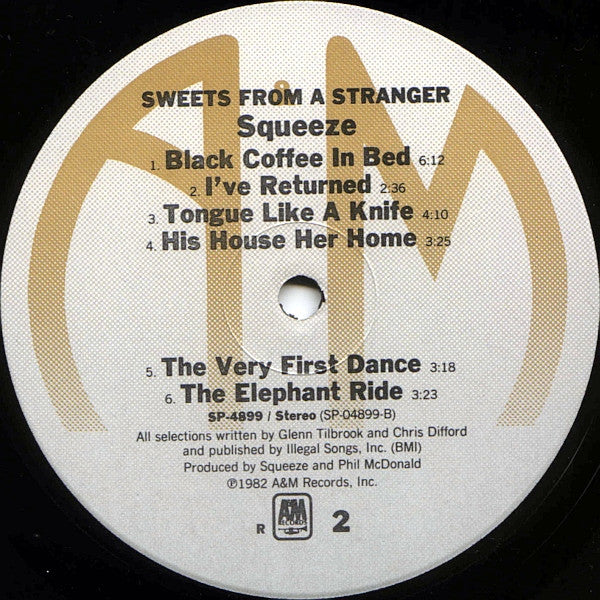 A&M
SWEETS FROM A STRANGER
Squeeze
1. Black Coffee In Bed 6:12
2. I've Returned 2:36
3. Tongue Like A Knife 4:10
4. His House Her Home 3:25
5. The Very First Dance 3:18
6. The Elephant Ride 3:23
SP-4899 / Stereo (SP-04899-B)
All selections written by Glenn Tilbrook and Chris Difford
and published by Illegal Songs, Inc. (BMI)
Produced by Squeeze and Phil McDonald
℗1982 A&M Records, Inc.
R A&M RECORDS 2